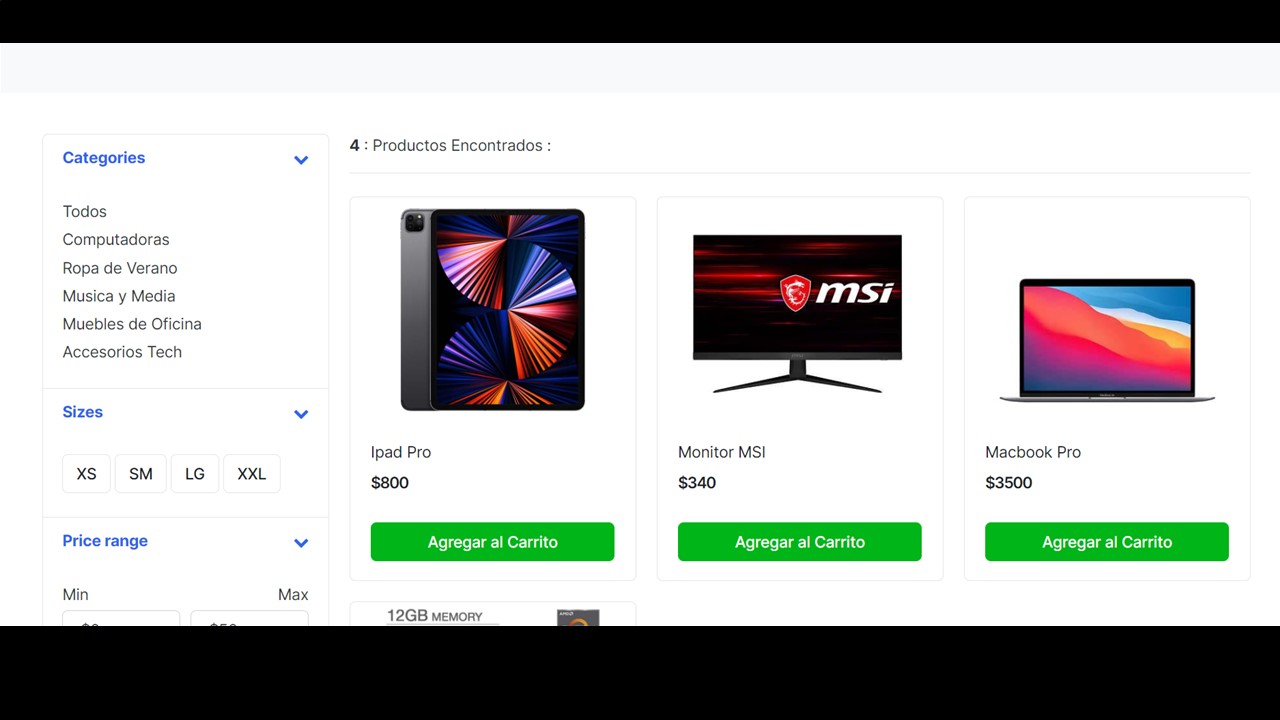 Categories
Todos
Computadoras
Ropa de Verano
Musica y Media
Muebles de Oficina
Accesorios Tech
Sizes
XS SM LG XXL
Price range
Min Max
4 : Productos Encontrados :
msi
Ipad Pro
$800
Agregar al Carrito
Monitor MSI
$340
Agregar al Carrito
Macbook Pro
$3500
Agregar al Carrito
12GB MEMORY
AMD